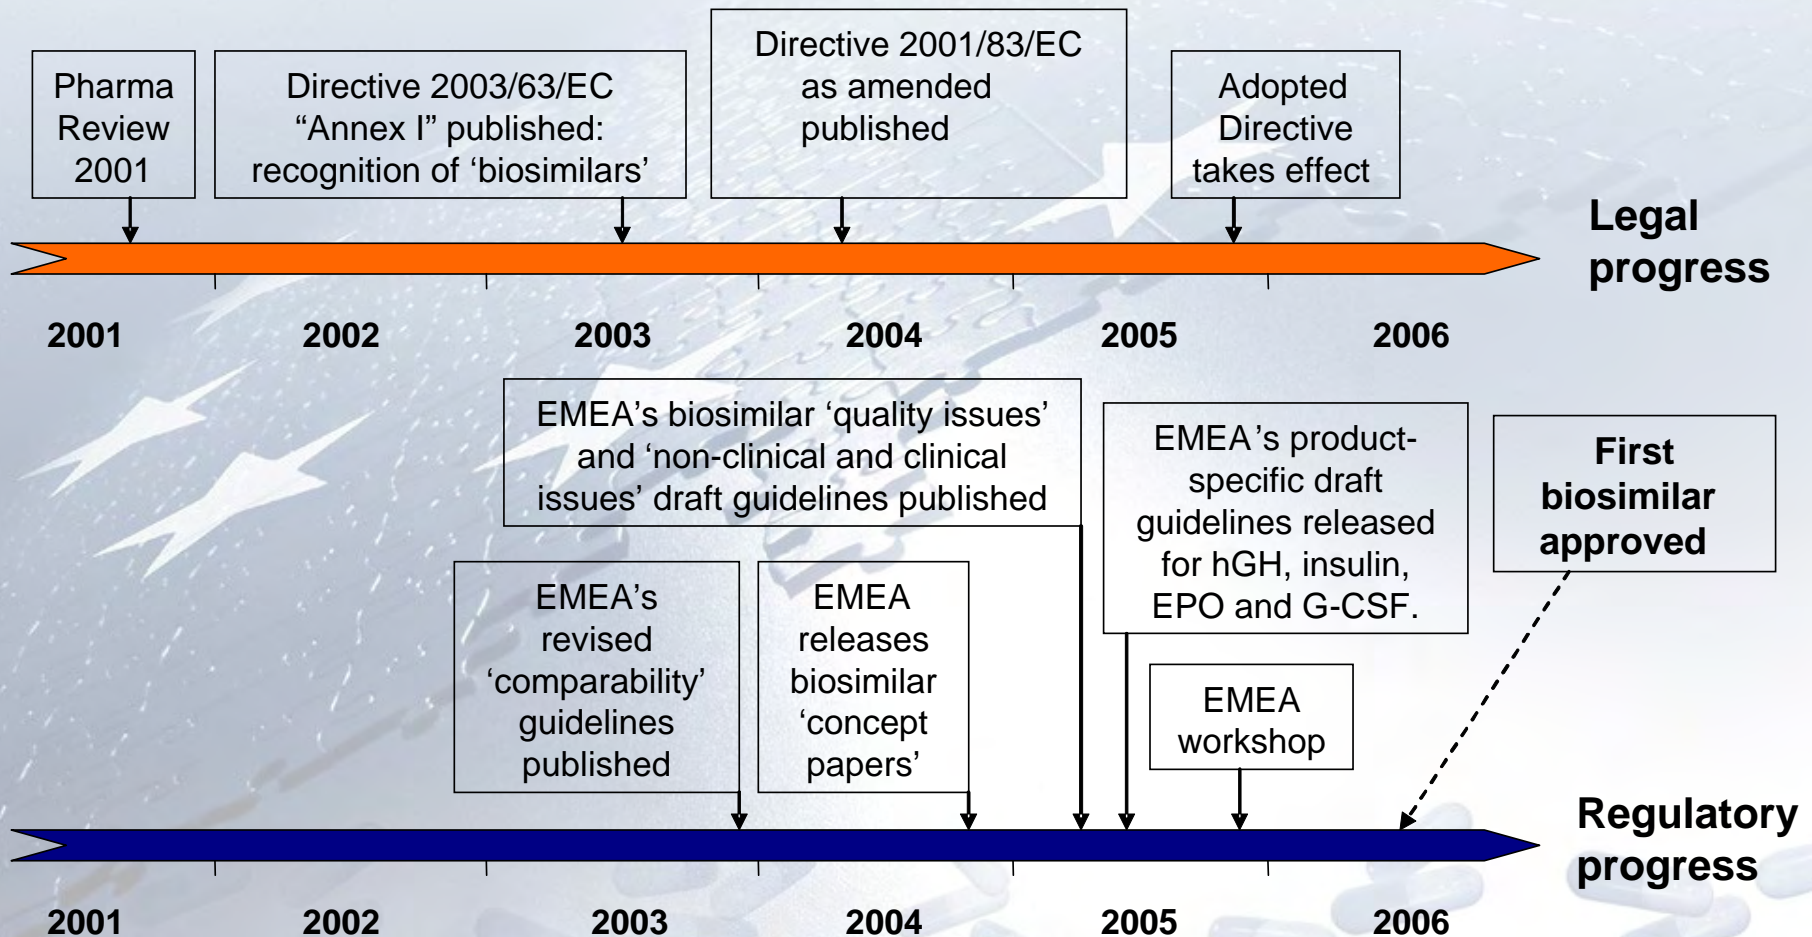 Pharma
Review
2001
Directive 2003/63/EC
“Annex I” published:
recognition of ‘biosimilars’
Directive 2001/83/EC
as amended
published
Adopted
Directive
takes effect
Legal
progress
2001
2002
2003
2004
2005
2006
EMEA’s biosimilar ‘quality issues’
and ‘non-clinical and clinical
issues’ draft guidelines published
EMEA’s product-
specific draft
guidelines released
for hGH, insulin,
EPO and G-CSF.
First
biosimilar
approved
EMEA’s
revised
‘comparability’
guidelines
published
EMEA
releases
biosimilar
‘concept
papers’
EMEA
workshop
Regulatory
progress
2001
2002
2003
2004
2005
2006